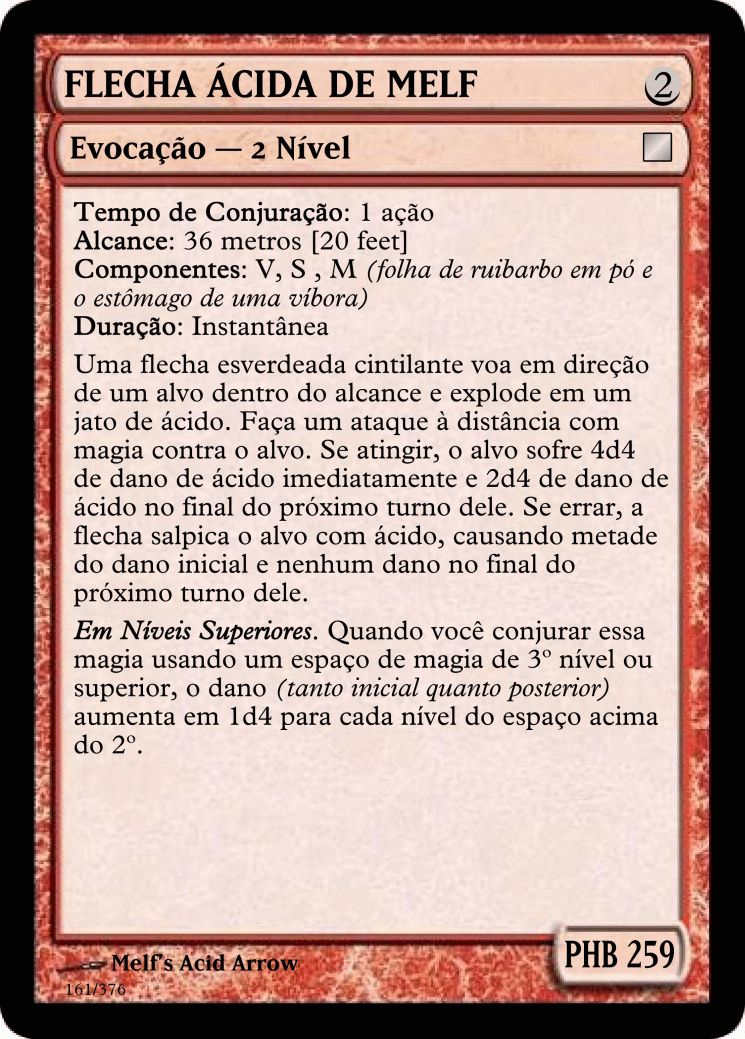 FLECHA ÁCIDA DE MELF
2
Evocação — 2 Nível
Tempo de Conjuração: 1 ação
Alcance: 36 metros [20 feet]
Componentes: V, S , M (folha de ruibarbo em pó e
o estômago de uma víbora)
Duração: Instantânea
Uma flecha esverdeada cintilante voa em direção
de um alvo dentro do alcance e explode em um
jato de ácido. Faça um ataque à distância com
magia contra o alvo. Se atingir, o alvo sofre 4d4
de dano de ácido imediatamente e 2d4 de dano de
ácido no final do próximo turno dele. Se errar, a
flecha salpica o alvo com ácido, causando metade
do dano inicial e nenhum dano no final do
próximo turno dele.
Em Níveis Superiores. Quando você conjurar essa
magia usando um espaço de magia de 3º nível ou
superior, o dano (tanto inicial quanto posterior)
aumenta em 1d4 para cada nível do espaço acima
do 2º.
PHB 259
Melf's Acid Arrow
161/376